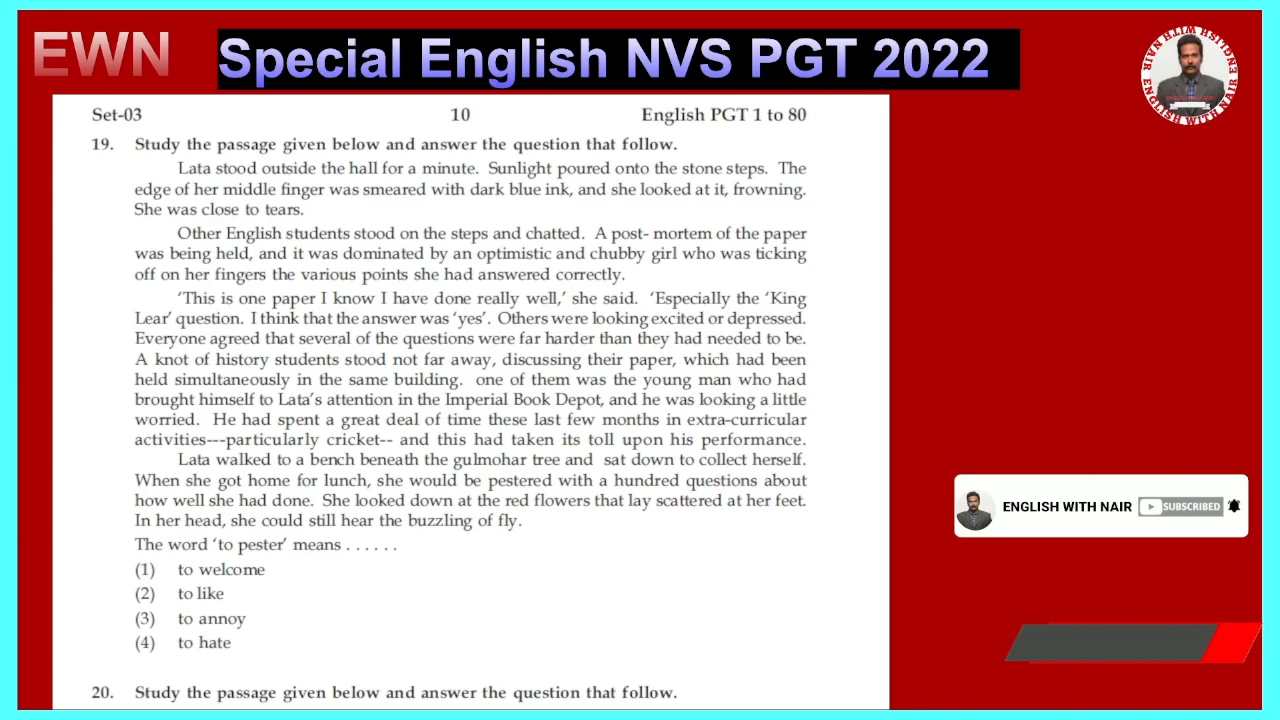 EWN
Special English NVS PGT 2022
ENGLISH WITH NAIR ENGLISH WITH NAIR
Set-03 10 English PGT 1 to 80
19. Study the passage given below and answer the question that follow.
Lata stood outside the hall for a minute. Sunlight poured onto the stone steps. The
edge of her middle finger was smeared with dark blue ink, and she looked at it, frowning.
She was close to tears.
Other English students stood on the steps and chatted. A post- mortem of the paper
was being held, and it was dominated by an optimistic and chubby girl who was ticking
off on her fingers the various points she had answered correctly.
‘This is one paper I know I have done really well,’ she said. ‘Especially the ‘King
Lear’ question. I think that the answer was ‘yes’. Others were looking excited or depressed.
Everyone agreed that several of the questions were far harder than they had needed to be.
A knot of history students stood not far away, discussing their paper, which had been
held simultaneously in the same building. one of them was the young man who had
brought himself to Lata’s attention in the Imperial Book Depot, and he was looking a little
worried. He had spent a great deal of time these last few months in extra-curricular
activities---particularly cricket-- and this had taken its toll upon his performance.
Lata walked to a bench beneath the gulmohar tree and sat down to collect herself.
When she got home for lunch, she would be pestered with a hundred questions about
how well she had done. She looked down at the red flowers that lay scattered at her feet.
In her head, she could still hear the buzzling of fly.
The word ‘to pester’ means . . . . . .
(1) to welcome
(2) to like
(3) to annoy
(4) to hate
20. Study the passage given below and answer the question that follow.
ENGLISH WITH NAIR SUBSCRIBED